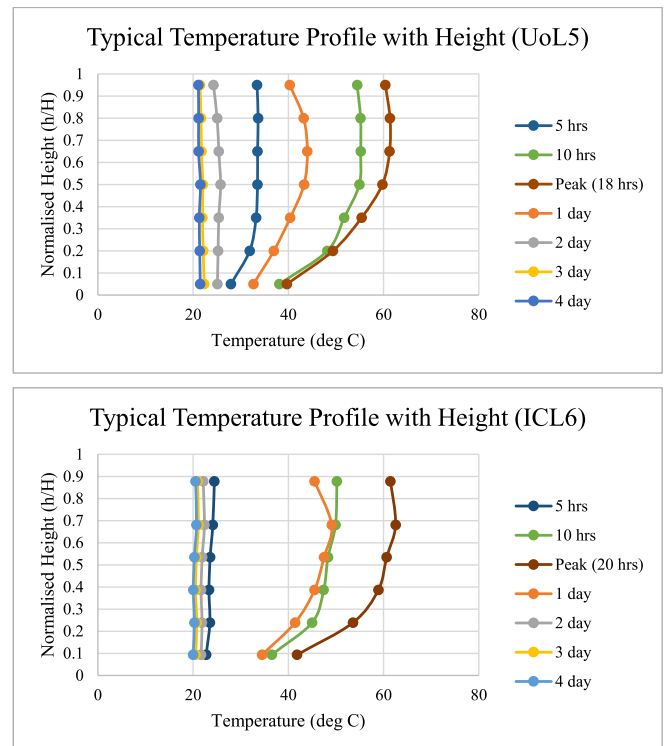 Typical Temperature Profile with Height (UoL5)
Normalised Height (h/H)
1
0.9
0.8
0.7
0.6
0.5
0.4
0.3
0.2
0.1
0
0 20 40 60 80
Temperature (deg C)
5 hrs
10 hrs
Peak (18 hrs)
1 day
2 day
3 day
4 day
Typical Temperature Profile with Height (ICL6)
Normalised Height (h/H)
1
0.9
0.8
0.7
0.6
0.5
0.4
0.3
0.2
0.1
0
0 20 40 60 80
Temperature (deg C)
5 hrs
10 hrs
Peak (20 hrs)
1 day
2 day
3 day
4 day